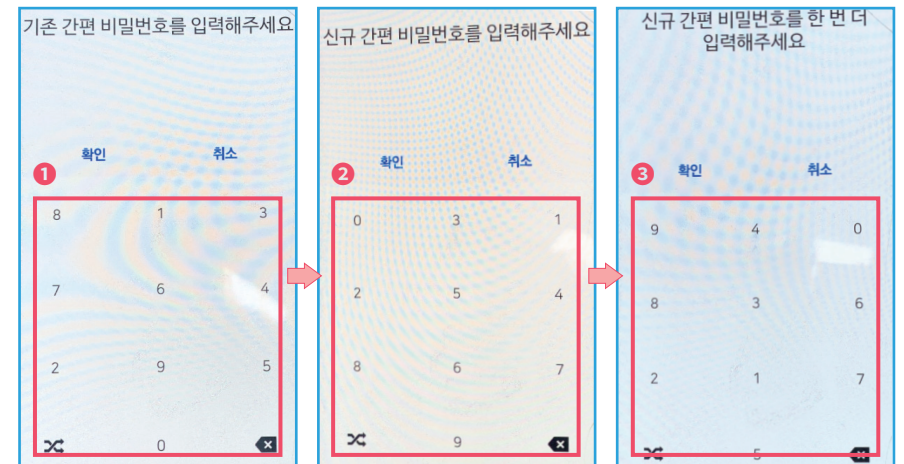 기존 간편 비밀번호를 입력해주세요
확인 취소
1
8 1 3
7 6 4
2 9 5
0
신규 간편 비밀번호를 입력해주세요
확인 취소
2
0 3 1
2 5 4
8 6 7
9
신규 간편 비밀번호를 한 번 더
입력해주세요
확인 취소
3
9 4 0
8 3 6
2 1 7
5